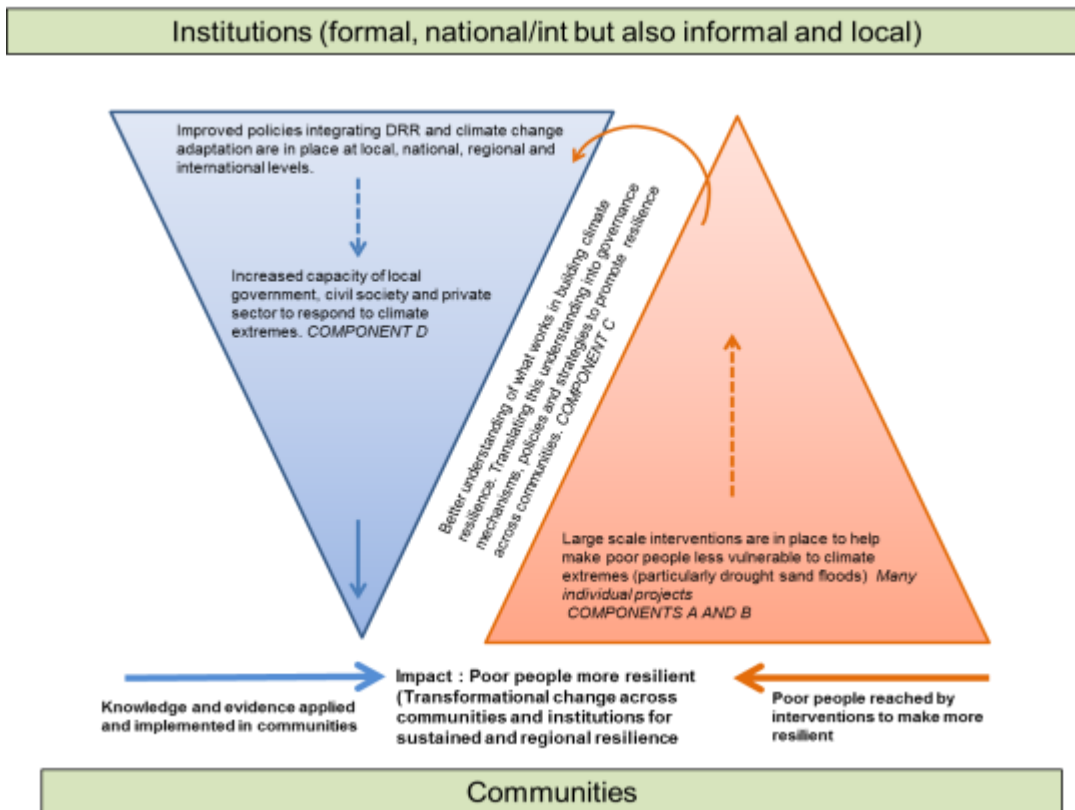 Institutions (formal, national/int but also informal and local)
Improved policies integrating DRR and climate change
adaptation are in place at local, national, regional and
international levels.
Increased capacity of local
government, civil society and private
sector to respond to climate
extremes. COMPONENT D
Better understanding of what works in building climate
resilience. Translating this understanding into governance
mechanisms, policies and strategies to promote resilience
across communities. COMPONENT C
Large scale interventions are in place to help
make poor people less vulnerable to climate
extremes (particularly drought sand floods) Many
individual projects
COMPONENTS A AND B
Knowledge and evidence applied
and implemented in communities
Impact : Poor people more resilient
(Transformational change across
communities and institutions for
sustained and regional resilience
Poor people reached by
interventions to make more
resilient
Communities